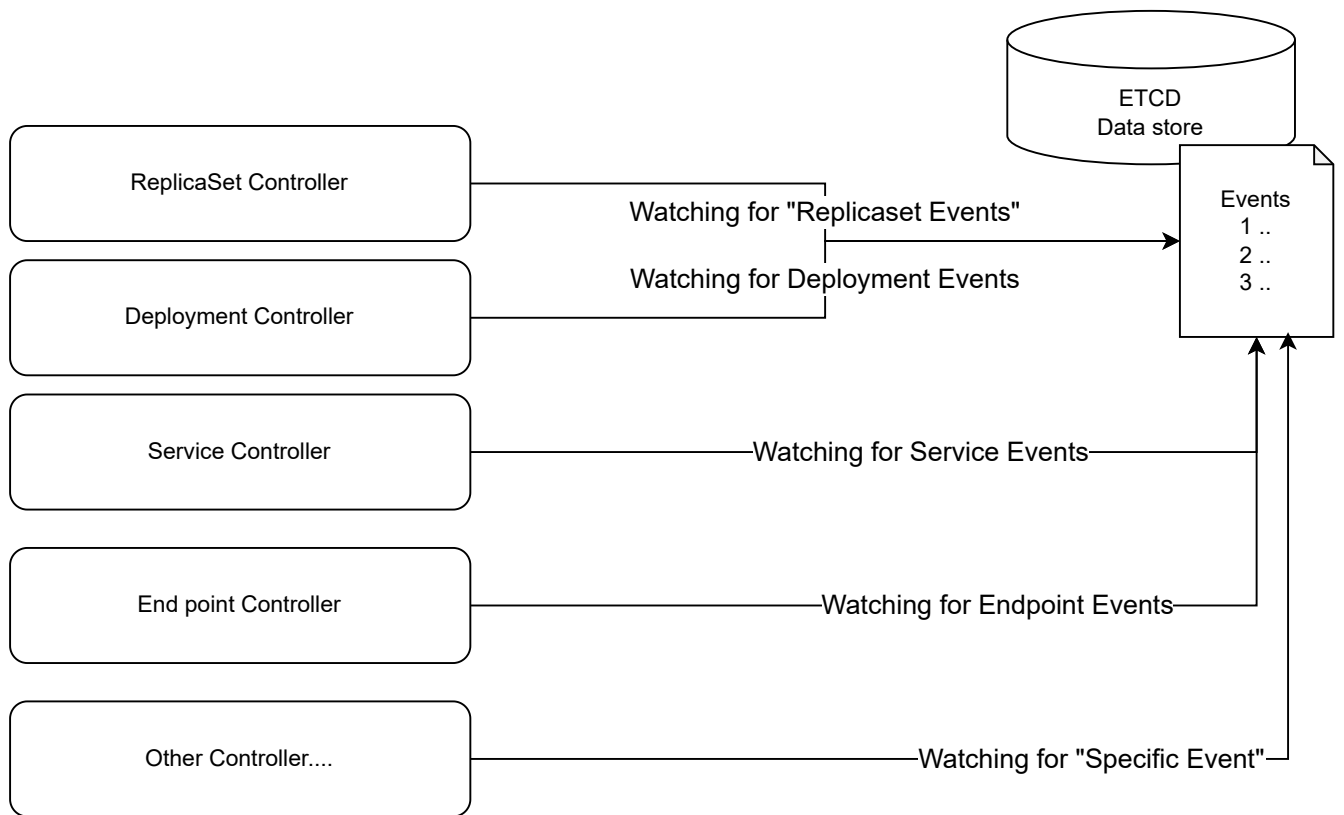 ETCD
Data store
ReplicaSet Controller
Watching for "Replicaset Events"
Events
1 ..
2 ..
3 ..
Watching for Deployment Events
Deployment Controller
Service Controller
Watching for Service Events
End point Controller
Watching for Endpoint Events
Other Controller....
Watching for "Specific Event"